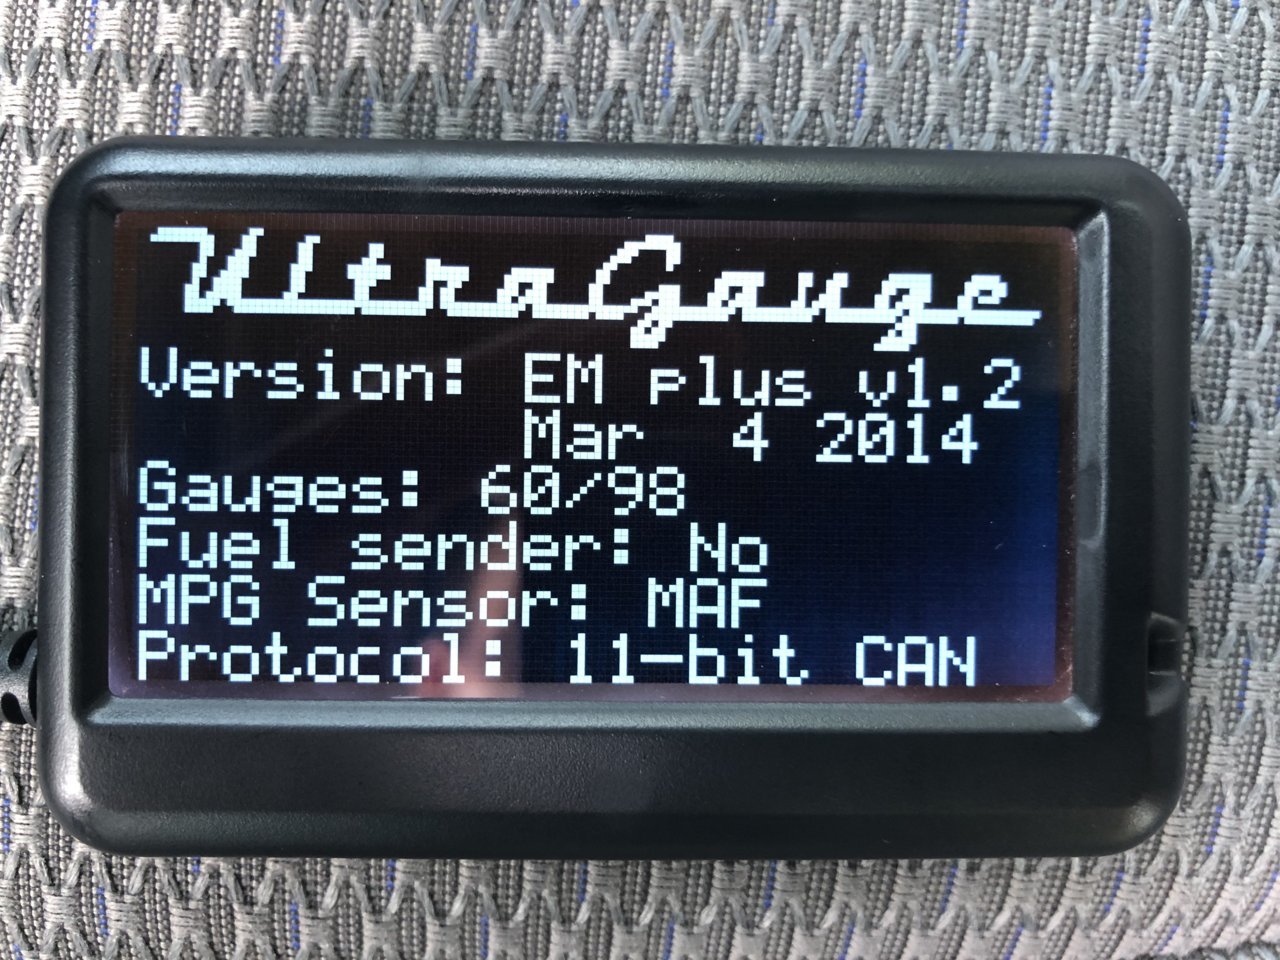 UltraGauge
Version: EM plus v1.2
Mar 4 2014
Gauges: 60/98
Fuel sender: No
MPG Sensor: MAF
Protocol: 11-bit CAN